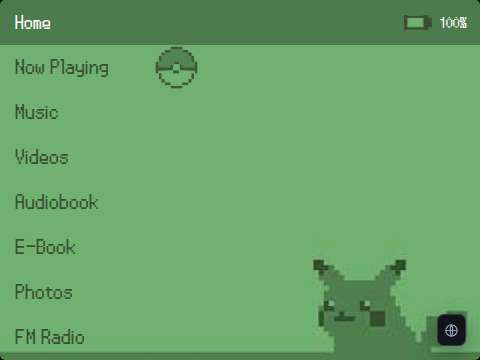 Home
100%
Now Playing
Music
Videos
Audiobook
E-Book
Photos
FM Radio